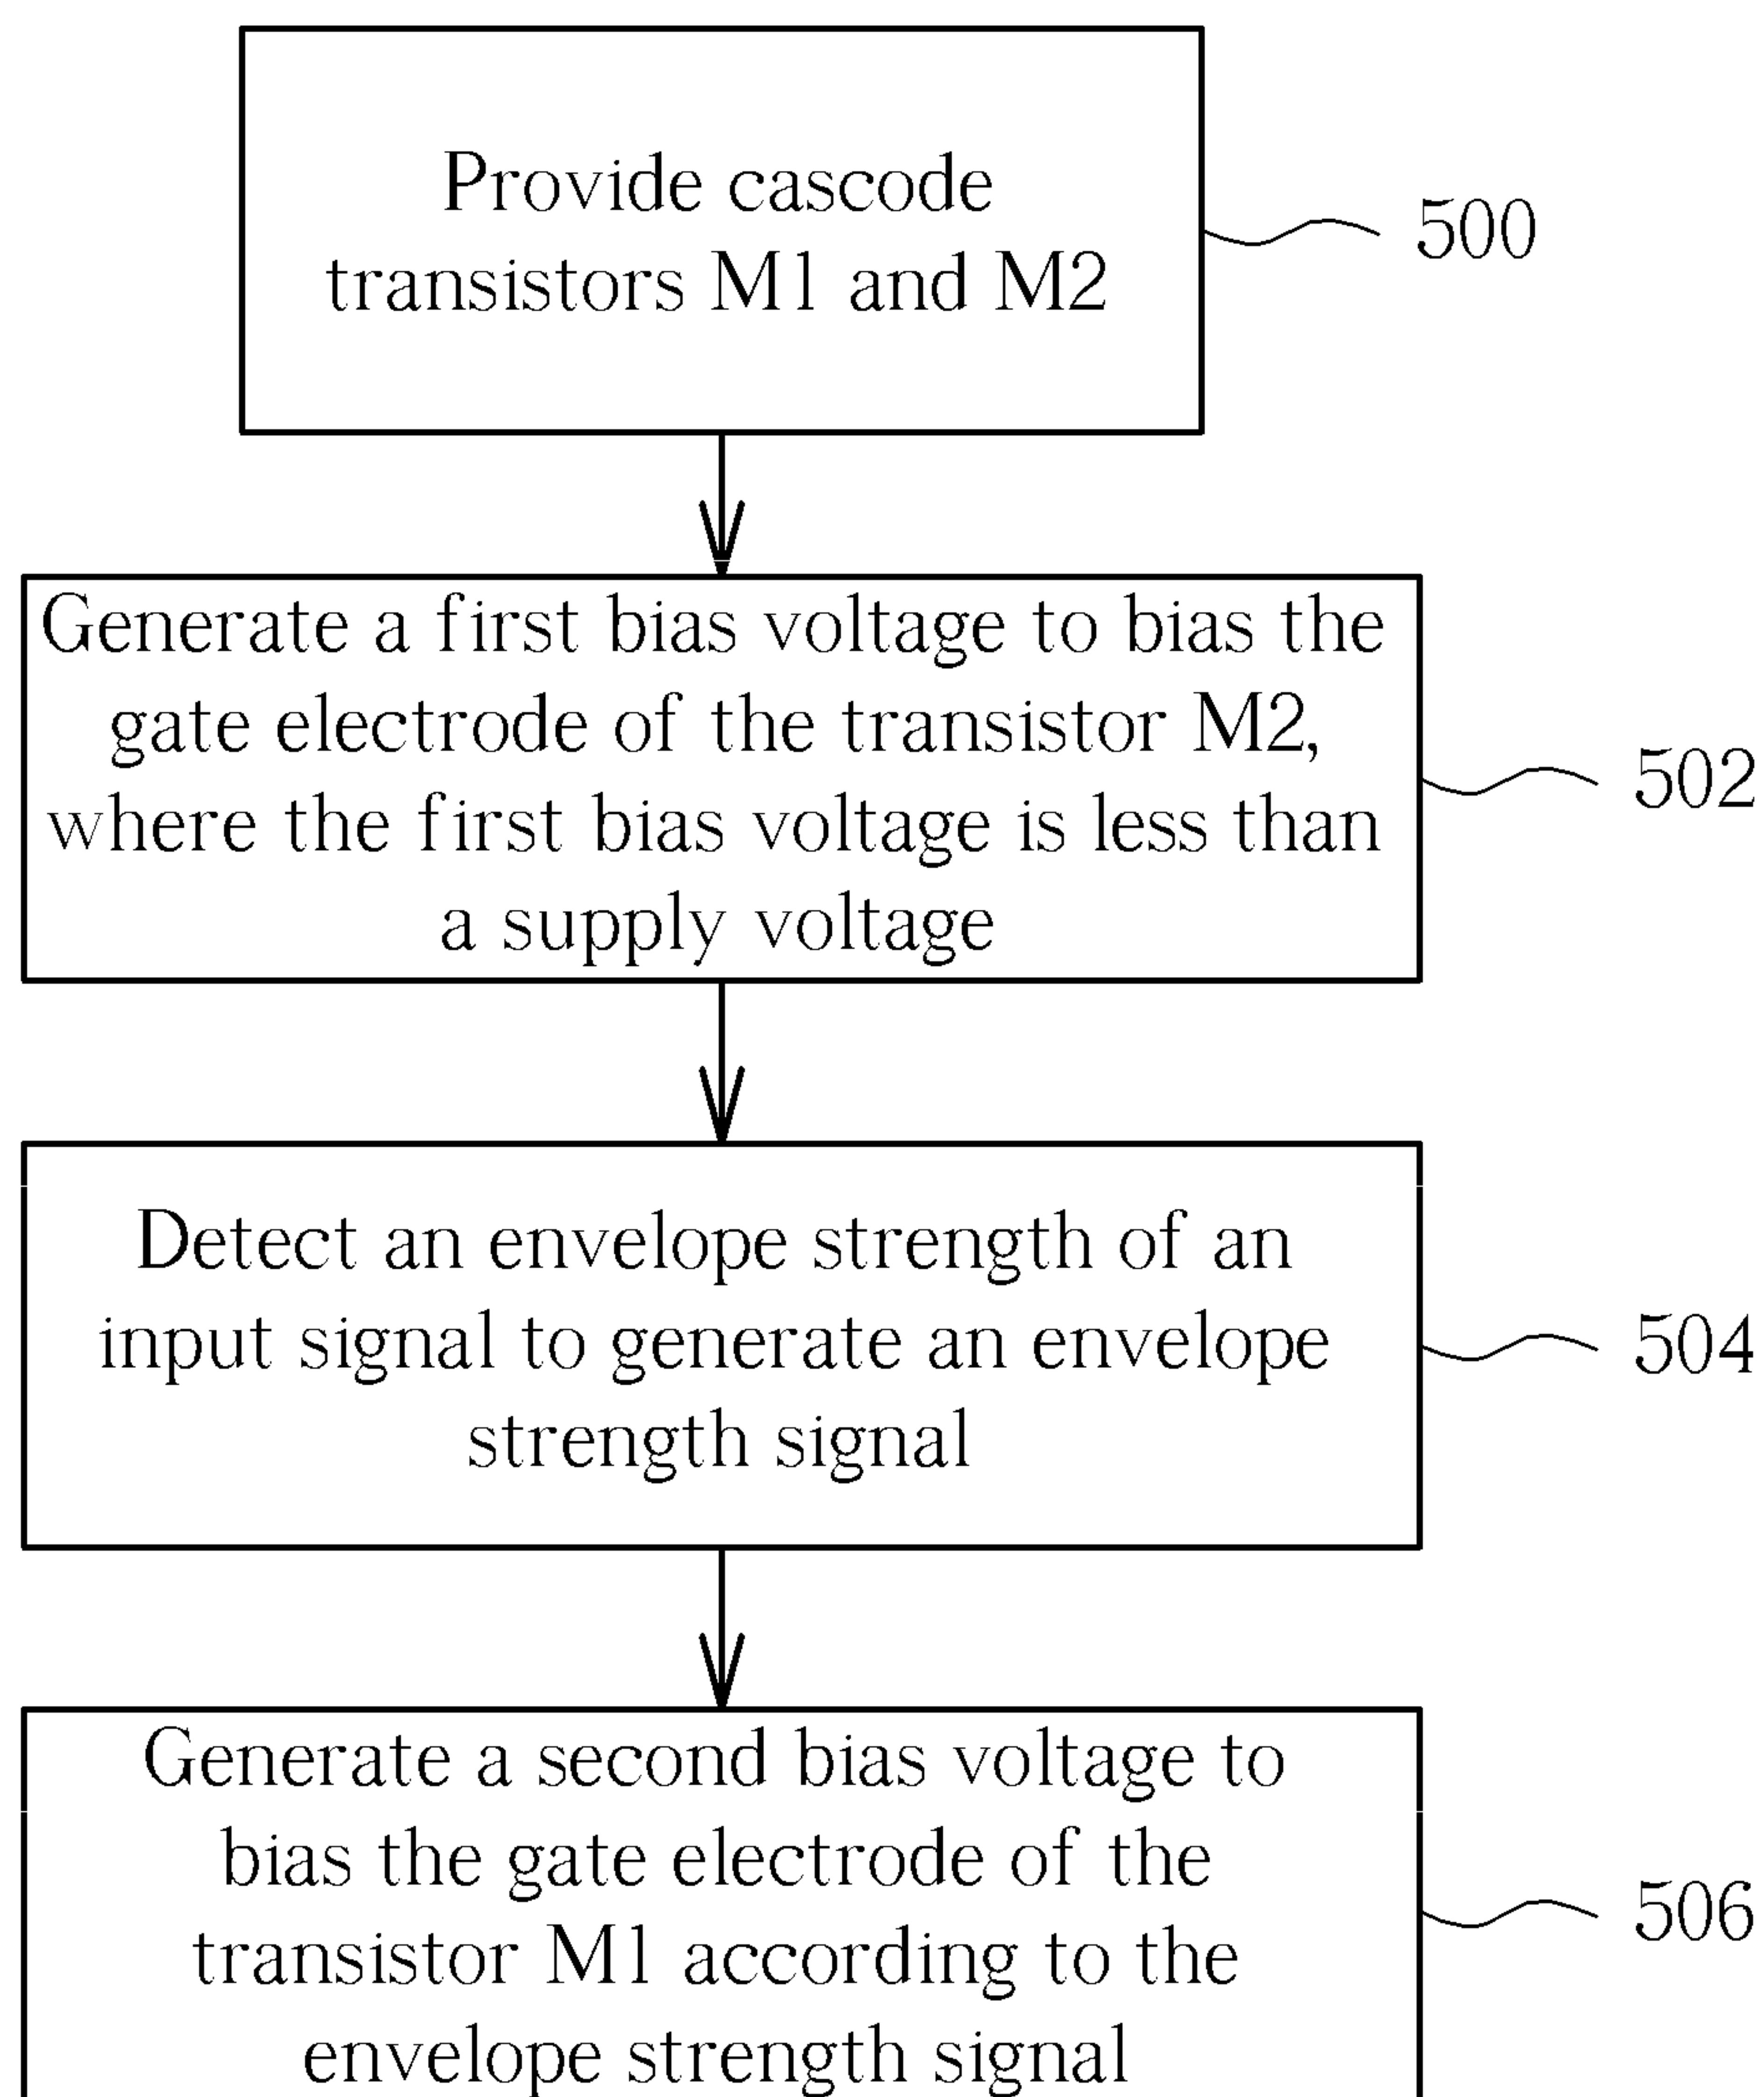 Provide cascode
transistors M1 and M2
500
Generate a first bias voltage to bias the
gate electrode of the transistor M2,
where the first bias voltage is less than
a supply voltage
502
Detect an envelope strength of an
input signal to generate an envelope
strength signal
504
Generate a second bias voltage to
bias the gate electrode of the
transistor M1 according to the
envelope strength signal
506